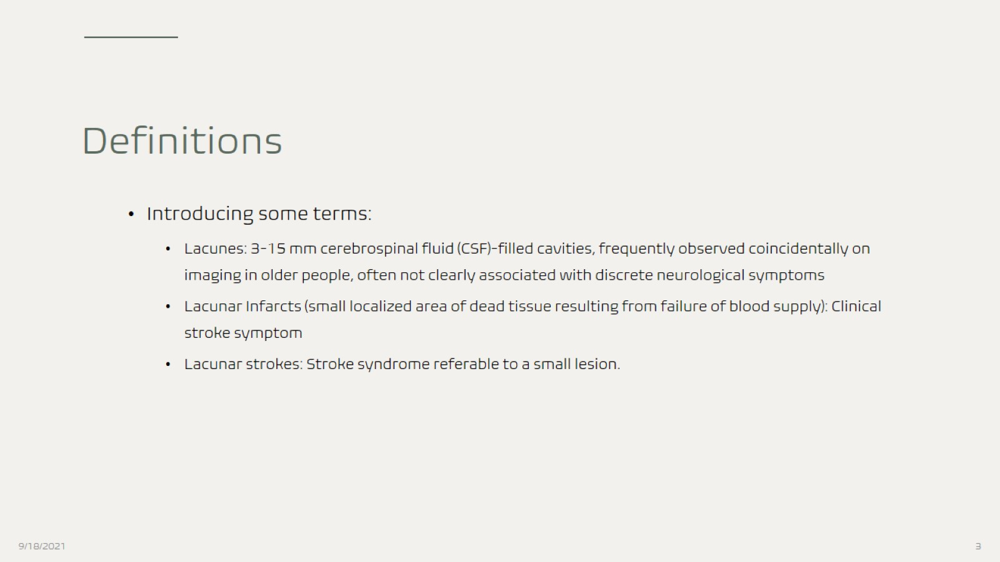 Definitions
• Introducing some terms:
• Lacunes: 3-15 mm cerebrospinal fluid (CSF)-filled cavities, frequently observed coincidentally on
imaging in older people, often not clearly associated with discrete neurological symptoms
• Lacunar Infarcts (small localized area of dead tissue resulting from failure of blood supply): Clinical
stroke symptom
• Lacunar strokes: Stroke syndrome referable to a small lesion.
9/18/2021
3